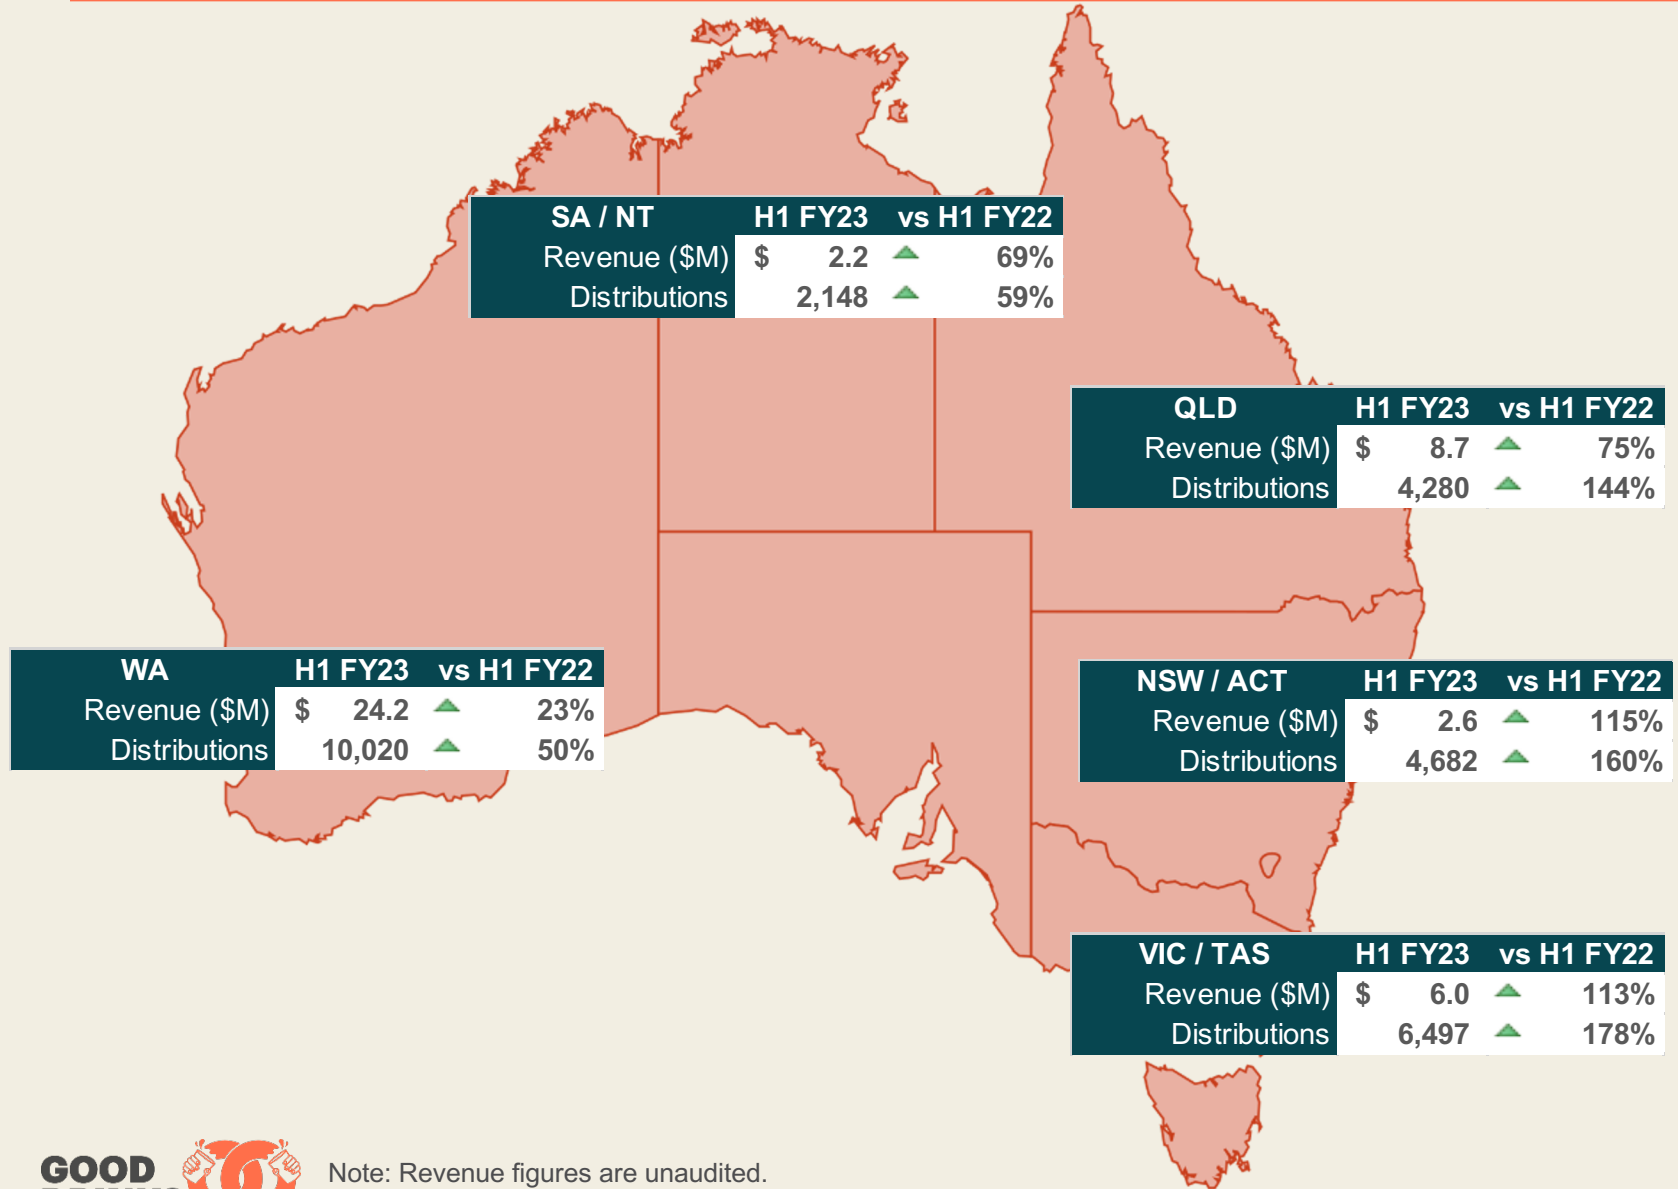 SA / NT H1 FY23 vs H1 FY22
Revenue ($M) $ 2.2 69%
Distributions 2,148 59%
QLD H1 FY23 vs H1 FY22
Revenue ($M) $ 8.7 75%
Distributions 4,280 144%
WA H1 FY23 vs H1 FY22
Revenue ($M) $ 24.2 23%
Distributions 10,020 50%
NSW / ACT H1 FY23 vs H1 FY22
Revenue ($M) $ 2.6 115%
Distributions 4,682 160%
VIC / TAS H1 FY23 vs H1 FY22
Revenue ($M) $ 6.0 113%
Distributions 6,497 178%
GOOD
Note: Revenue figures are unaudited.